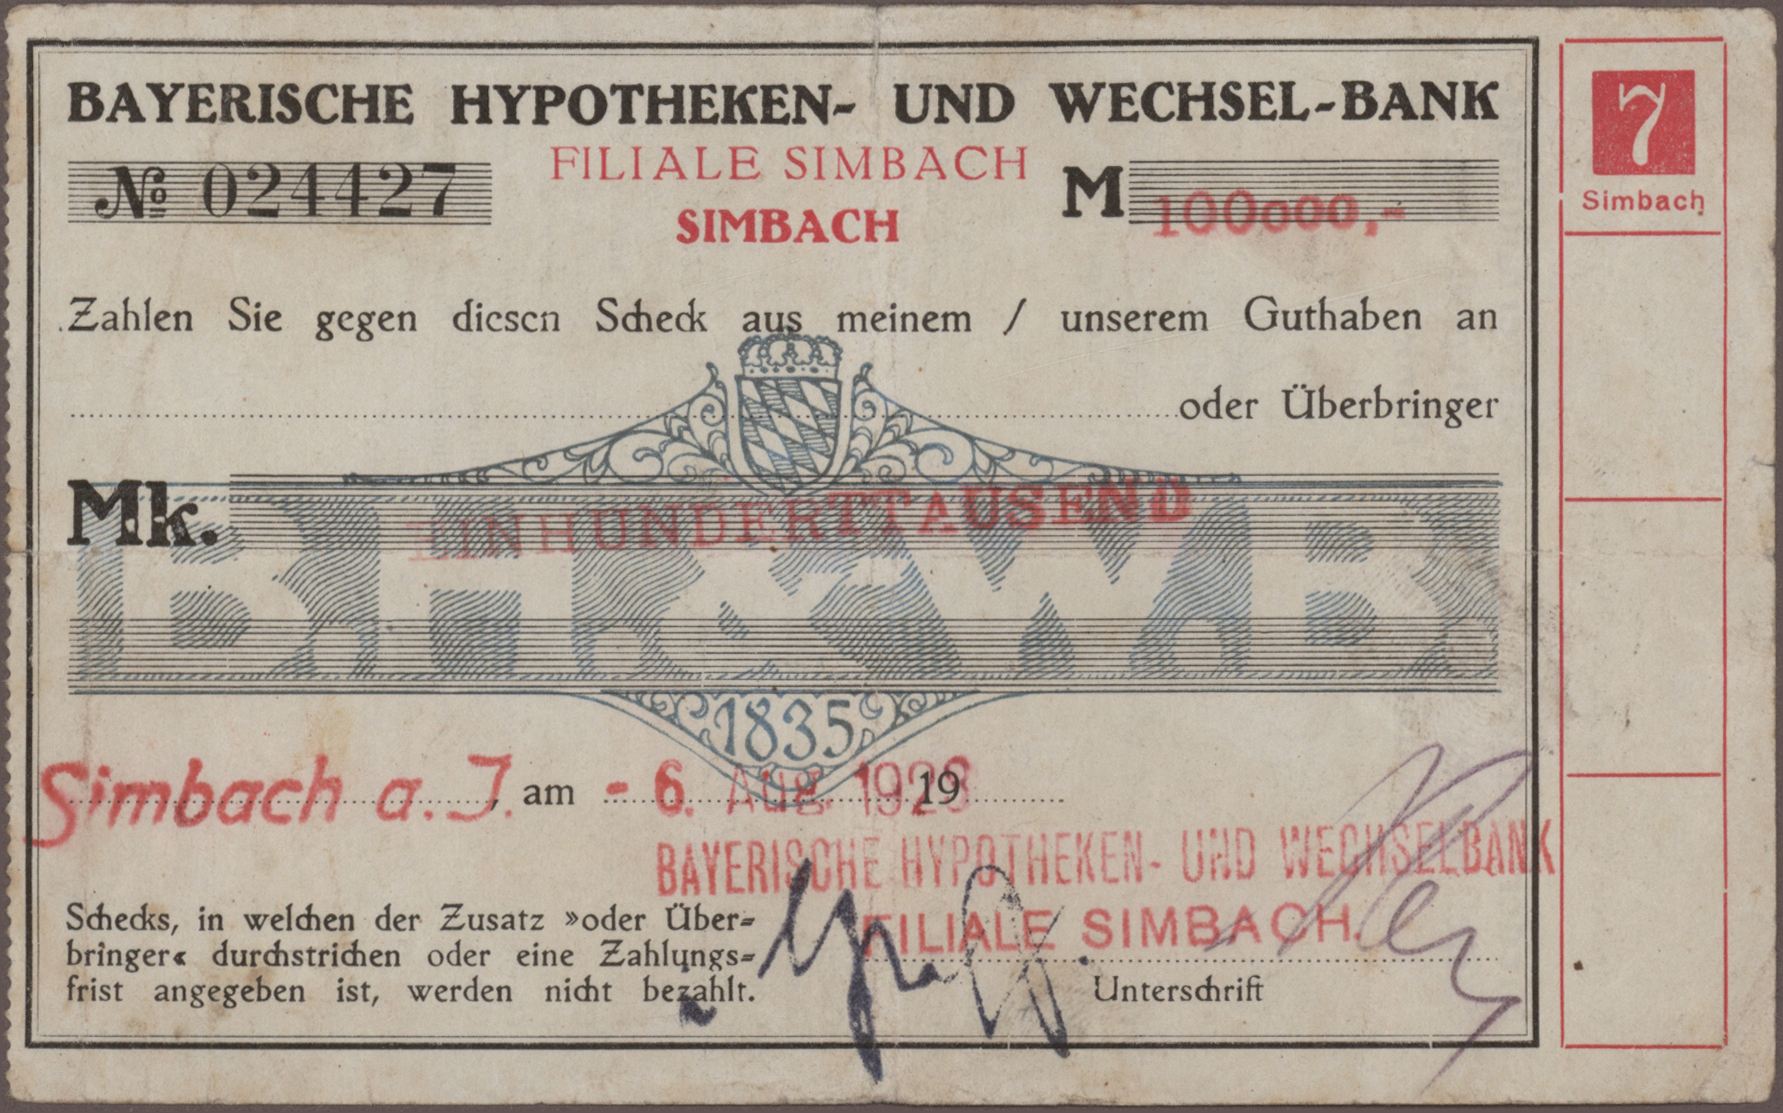 BAYERISCHE HYPOTHEKEN- UND WECHSEL-BANK
7
Simbach
№ 024427
FILIALE SIMBACH
SIMBACH
M 100000,-
Zahlen Sie gegen diesen Scheck aus meinem / unserem Guthaben an
oder Überbringer
Mk. EINHUNDERTTAUSEND
B.H.&W.B.
1835
Simbach a. J., am - 6. Aug. 1923 19
BAYERISCHE HYPOTHEKEN- UND WECHSELBANK
FILIALE SIMBACH.
Schecks, in welchen der Zusatz »oder Über-
bringer« durchstrichen oder eine Zahlungs-
frist angegeben ist, werden nicht bezahlt.
Unterschrift